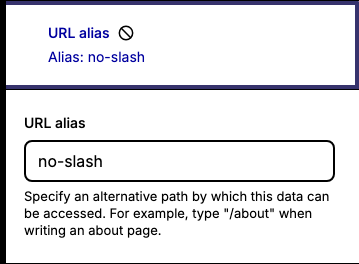 URL alias
Alias: no-slash
URL alias
no-slash
Specify an alternative path by which this data can
be accessed. For example, type "/about" when
writing an about page.